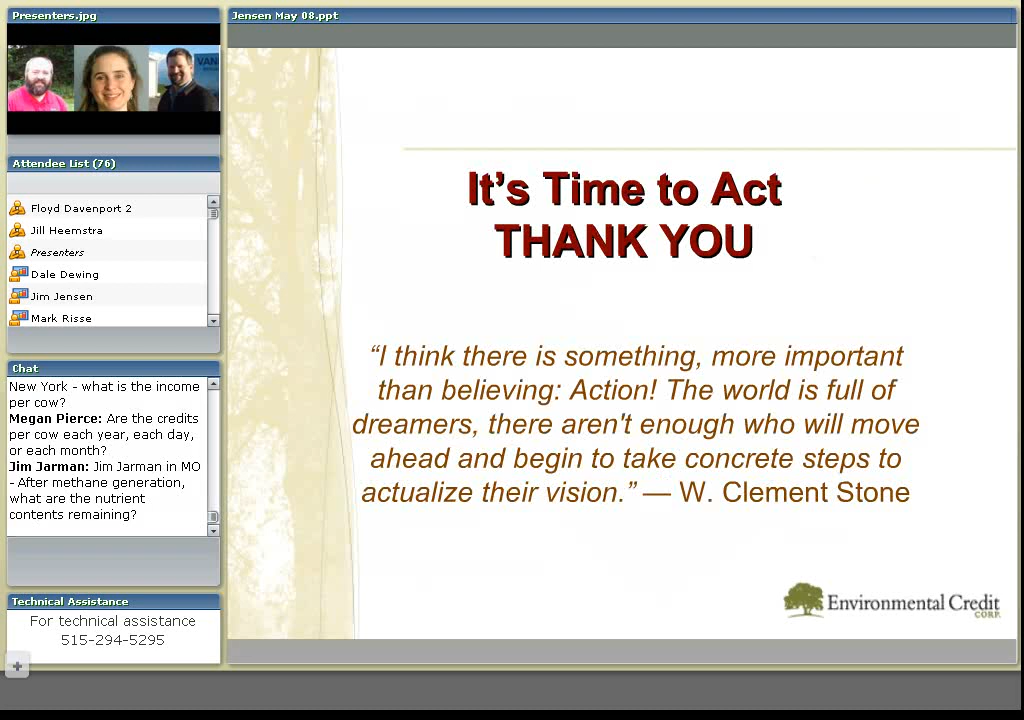 Presenters.jpg
VAN
Attendee List (76)
Floyd Davenport 2
Jill Heemstra
Presenters
Dale Dewing
Jim Jensen
Mark Risse
Chat
New York - what is the income
per cow?
Megan Pierce: Are the credits
per cow each year, each day,
or each month?
Jim Jarman: Jim Jarman in MO
- After methane generation,
what are the nutrient
contents remaining?
Technical Assistance
For technical assistance
515-294-5295
Jensen May 08.ppt
It’s Time to Act
THANK YOU
“I think there is something, more important
than believing: Action! The world is full of
dreamers, there aren't enough who will move
ahead and begin to take concrete steps to
actualize their vision.” — W. Clement Stone
Environmental Credit
CORP.